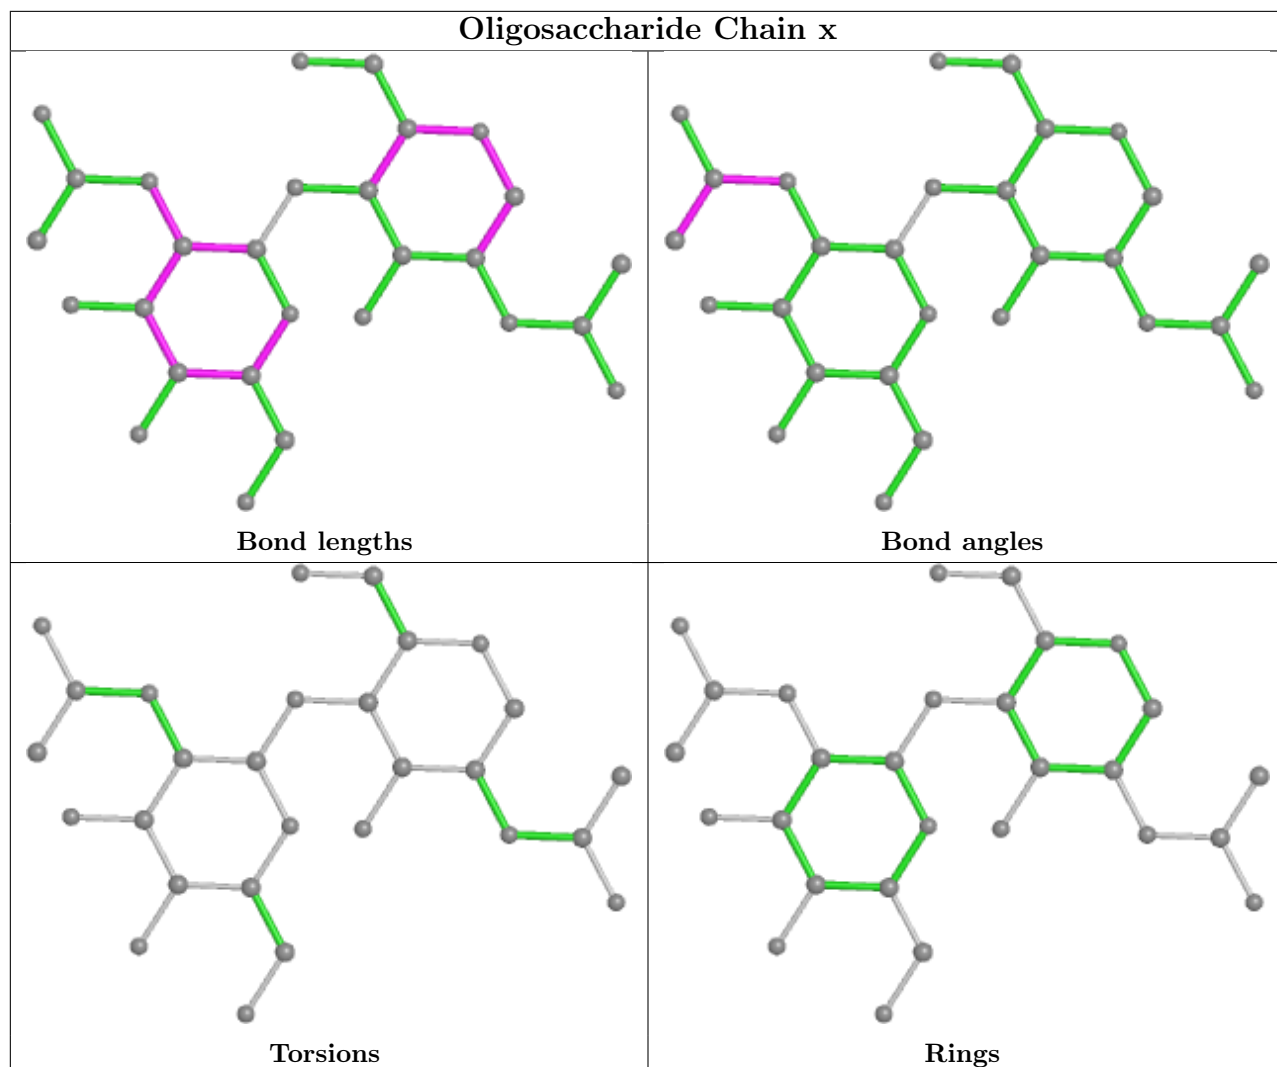 Oligosaccharide Chain x
Bond lengths
Bond angles
Torsions
Rings